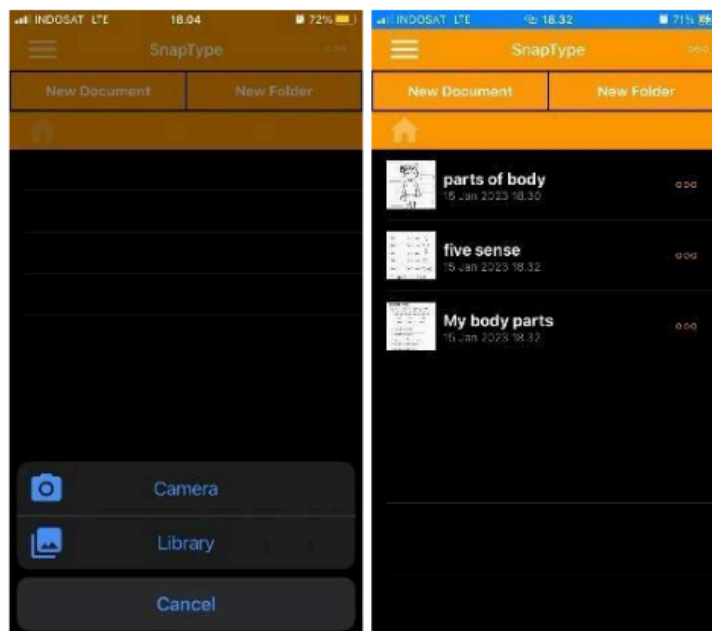 INDOSAT LTE 18.04 72%
SnapType
New Document New Folder
Camera
Library
Cancel
INDOSAT LTE 18.32 71%
SnapType
New Document New Folder
parts of body
15 Jan 2023 18.30
five sense
15 Jan 2023 18.32
My body parts
15 Jan 2023 18.32